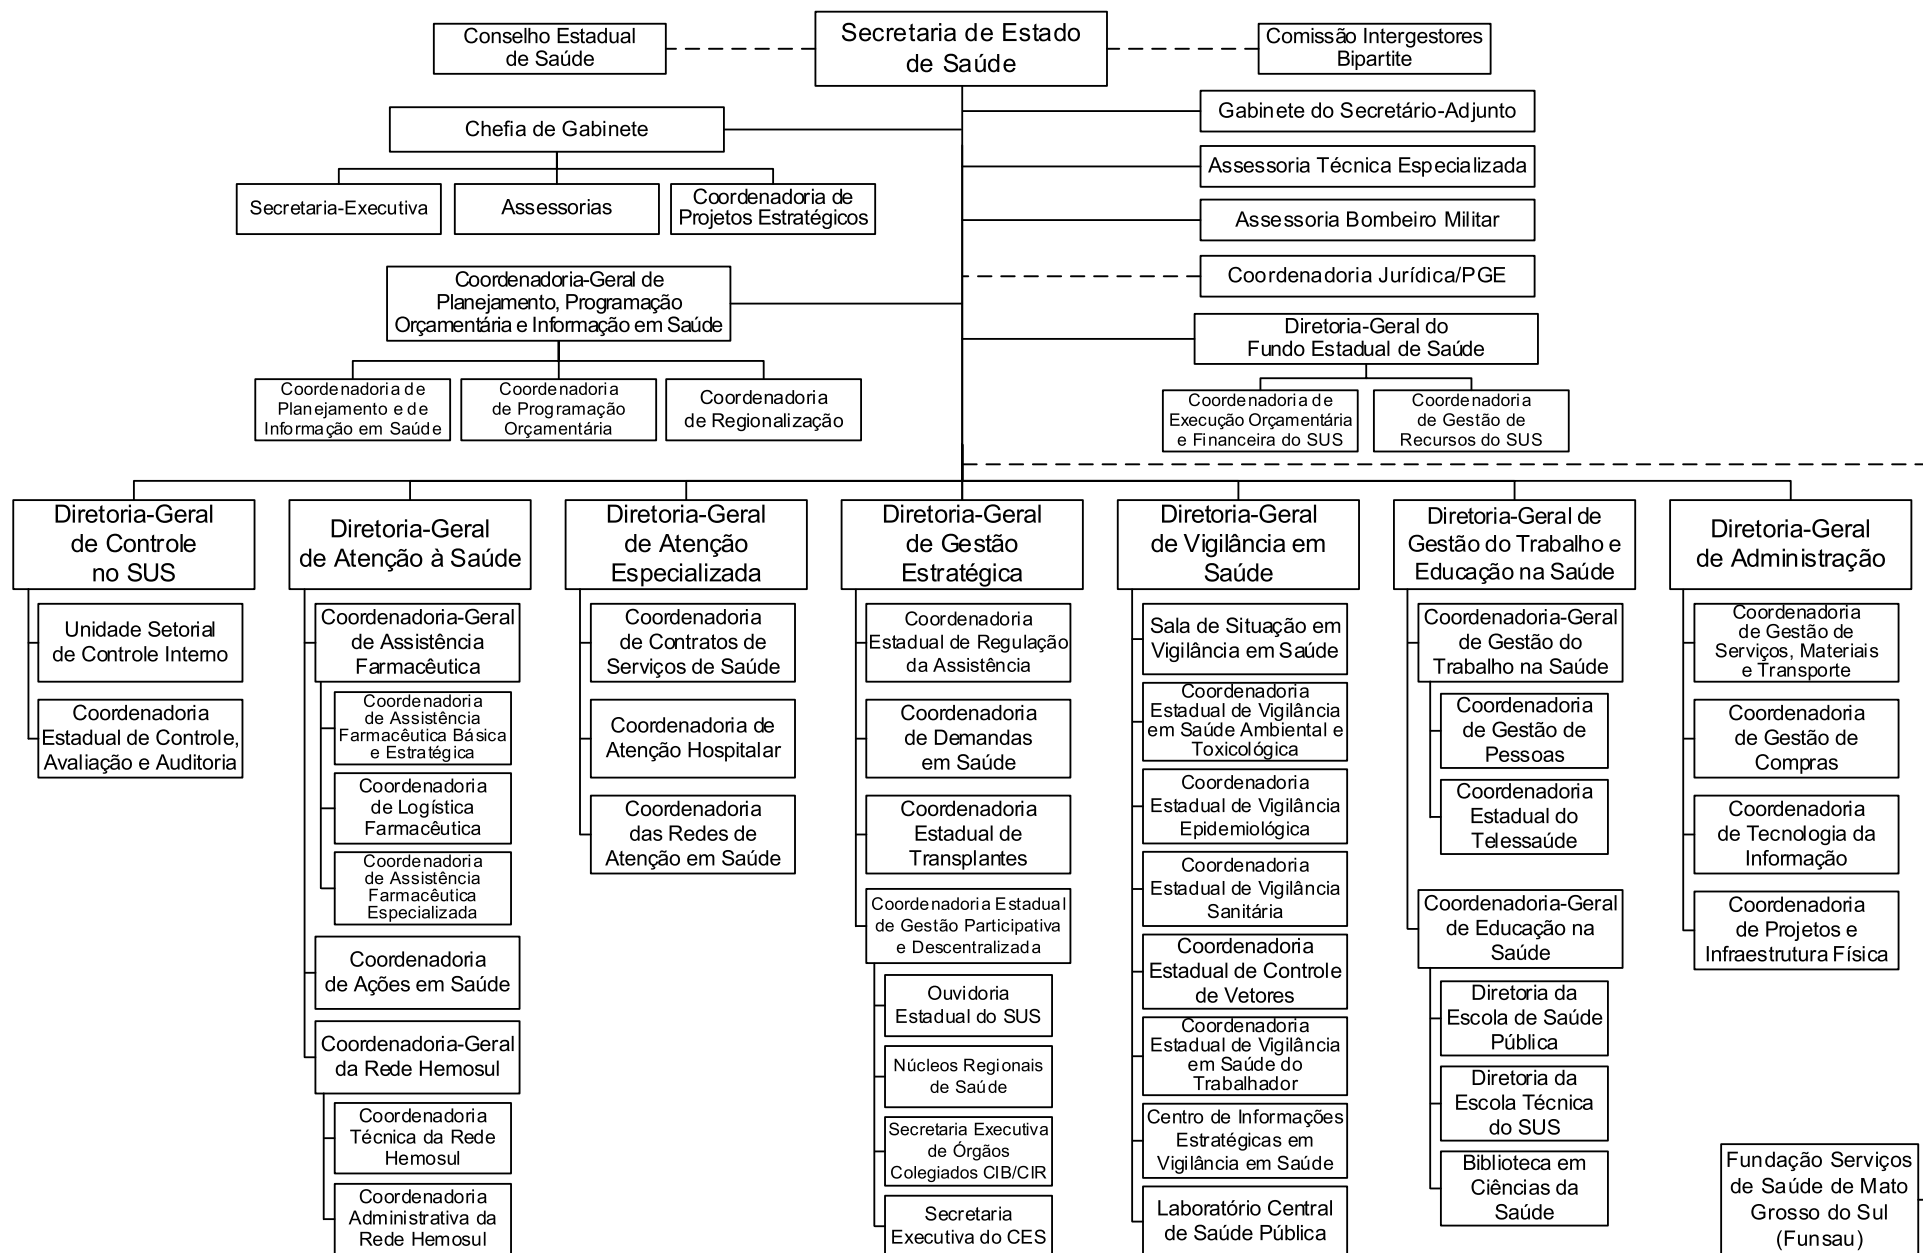 Conselho Estadual
de Saúde
Secretaria de Estado
de Saúde
Comissão Intergestores
Bipartite
Chefia de Gabinete
Secretaria-Executiva
Assessorias
Coordenadoria de
Projetos Estratégicos
Gabinete do Secretário-Adjunto
Assessoria Técnica Especializada
Assessoria Bombeiro Militar
Coordenadoria Jurídica/PGE
Coordenadoria-Geral de
Planejamento, Programação
Orçamentária e Informação em Saúde
Coordenadoria de
Planejamento e de
Informação em Saúde
Coordenadoria
de Programação
Orçamentária
Coordenadoria
de Regionalização
Diretoria-Geral do
Fundo Estadual de Saúde
Coordenadoria de
Execução Orçamentária
e Financeira do SUS
Coordenadoria
de Gestão de
Recursos do SUS
Diretoria-Geral
de Controle
no SUS
Unidade Setorial
de Controle Interno
Coordenadoria
Estadual de Controle,
Avaliação e Auditoria
Diretoria-Geral
de Atenção à Saúde
Coordenadoria-Geral
de Assistência
Farmacêutica
Coordenadoria
de Assistência
Farmacêutica Básica
e Estratégica
Coordenadoria
de Logística
Farmacêutica
Coordenadoria
de Assistência
Farmacêutica
Especializada
Coordenadoria
de Ações em Saúde
Coordenadoria-Geral
da Rede Hemosul
Coordenadoria
Técnica da Rede
Hemosul
Coordenadoria
Administrativa da
Rede Hemosul
Diretoria-Geral
de Atenção
Especializada
Coordenadoria
de Contratos de
Serviços de Saúde
Coordenadoria de
Atenção Hospitalar
Coordenadoria
das Redes de
Atenção em Saúde
Diretoria-Geral
de Gestão
Estratégica
Coordenadoria
Estadual de Regulação
da Assistência
Coordenadoria
de Demandas
em Saúde
Coordenadoria
Estadual de
Transplantes
Coordenadoria Estadual
de Gestão Participativa
e Descentralizada
Ouvidoria
Estadual do SUS
Núcleos Regionais
de Saúde
Secretaria Executiva
de Órgãos
Colegiados CIB/CIR
Secretaria
Executiva do CES
Diretoria-Geral
de Vigilância em
Saúde
Sala de Situação em
Vigilância em Saúde
Coordenadoria
Estadual de Vigilância
em Saúde Ambiental e
Toxicológica
Coordenadoria
Estadual de Vigilância
Epidemiológica
Coordenadoria
Estadual de Vigilância
Sanitária
Coordenadoria
Estadual de Controle
de Vetores
Coordenadoria
Estadual de Vigilância
em Saúde do
Trabalhador
Centro de Informações
Estratégicas em
Vigilância em Saúde
Laboratório Central
de Saúde Pública
Diretoria-Geral de
Gestão do Trabalho e
Educação na Saúde
Coordenadoria-Geral
de Gestão do
Trabalho na Saúde
Coordenadoria
de Gestão de
Pessoas
Coordenadoria
Estadual do
Telessaúde
Coordenadoria-Geral
de Educação na
Saúde
Diretoria da
Escola de Saúde
Pública
Diretoria da
Escola Técnica
do SUS
Biblioteca em
Ciências da
Saúde
Diretoria-Geral
de Administração
Coordenadoria
de Gestão de
Serviços, Materiais
e Transporte
Coordenadoria
de Gestão de
Compras
Coordenadoria
de Tecnologia da
Informação
Coordenadoria
de Projetos e
Infraestrutura Física
Fundação Serviços
de Saúde de Mato
Grosso do Sul
(Funsau)